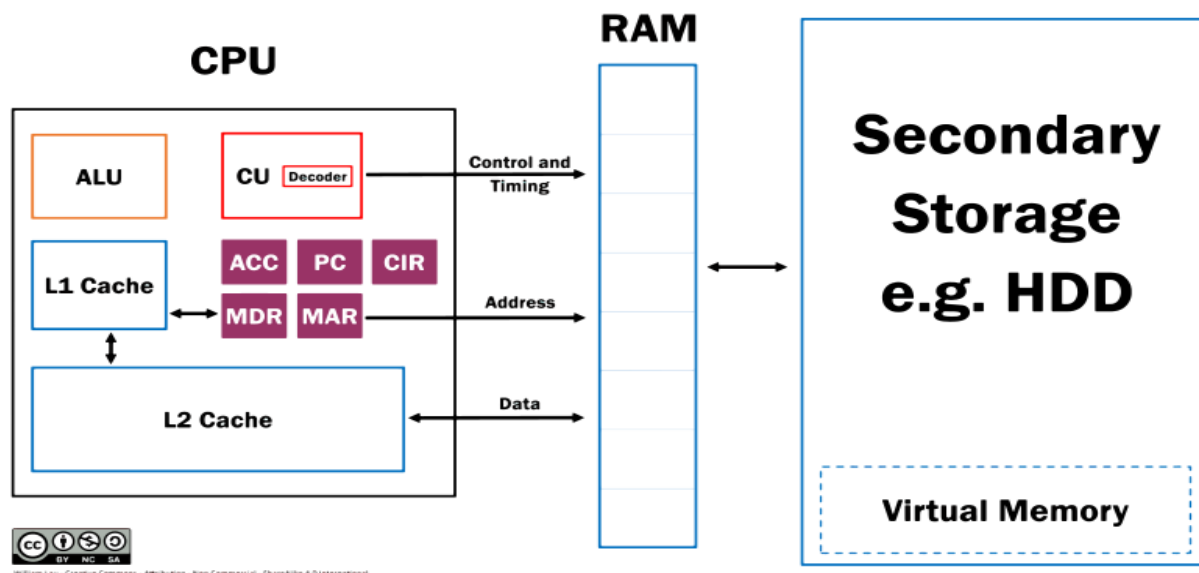 CPU
RAM
ALU
CU
Decoder
L1 Cache
ACC
PC
CIR
MDR
MAR
L2 Cache
Control and
Timing
Address
Data
Secondary
Storage
e.g. HDD
Virtual Memory
cc
BY NC SA